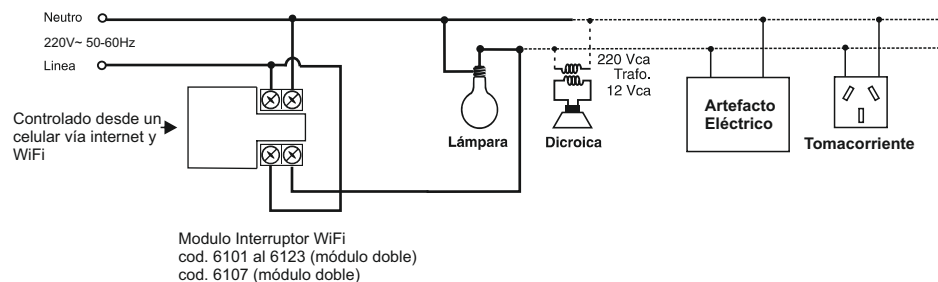 Neutro
220V~ 50-60Hz
Linea
Controlado desde un
celular vía internet y
WiFi
220 Vca
Trafo.
12 Vca
Lámpara
Dicroica
Artefacto
Eléctrico
Tomacorriente
Modulo Interruptor WiFi
cod. 6101 al 6123 (módulo doble)
cod. 6107 (módulo doble)